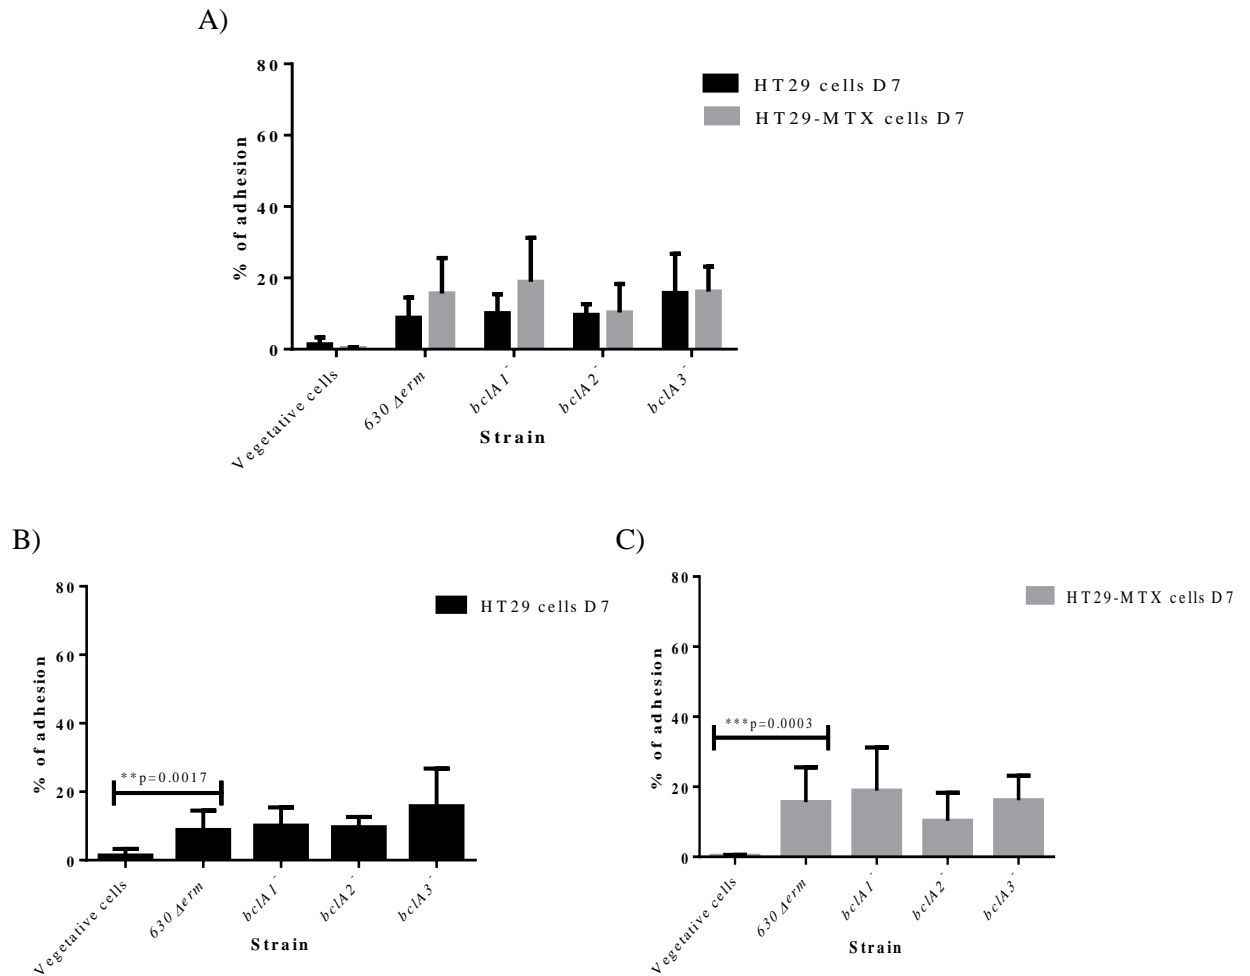 A)
80
60
40
20
0
% of adhesion
HT29 cells D7
HT29-MTX cells D7
Vegetative cells
630 Δerm
bclA1-
bclA2-
bclA3-
Strain
B)
80
60
40
20
0
% of adhesion
HT29 cells D7
**p=0.0017
Vegetative cells
630 Δerm
bclA1-
bclA2-
bclA3-
Strain
C)
80
60
40
20
0
% of adhesion
HT29-MTX cells D7
***p=0.0003
Vegetative cells
630 Δerm
bclA1-
bclA2-
bclA3-
Strain